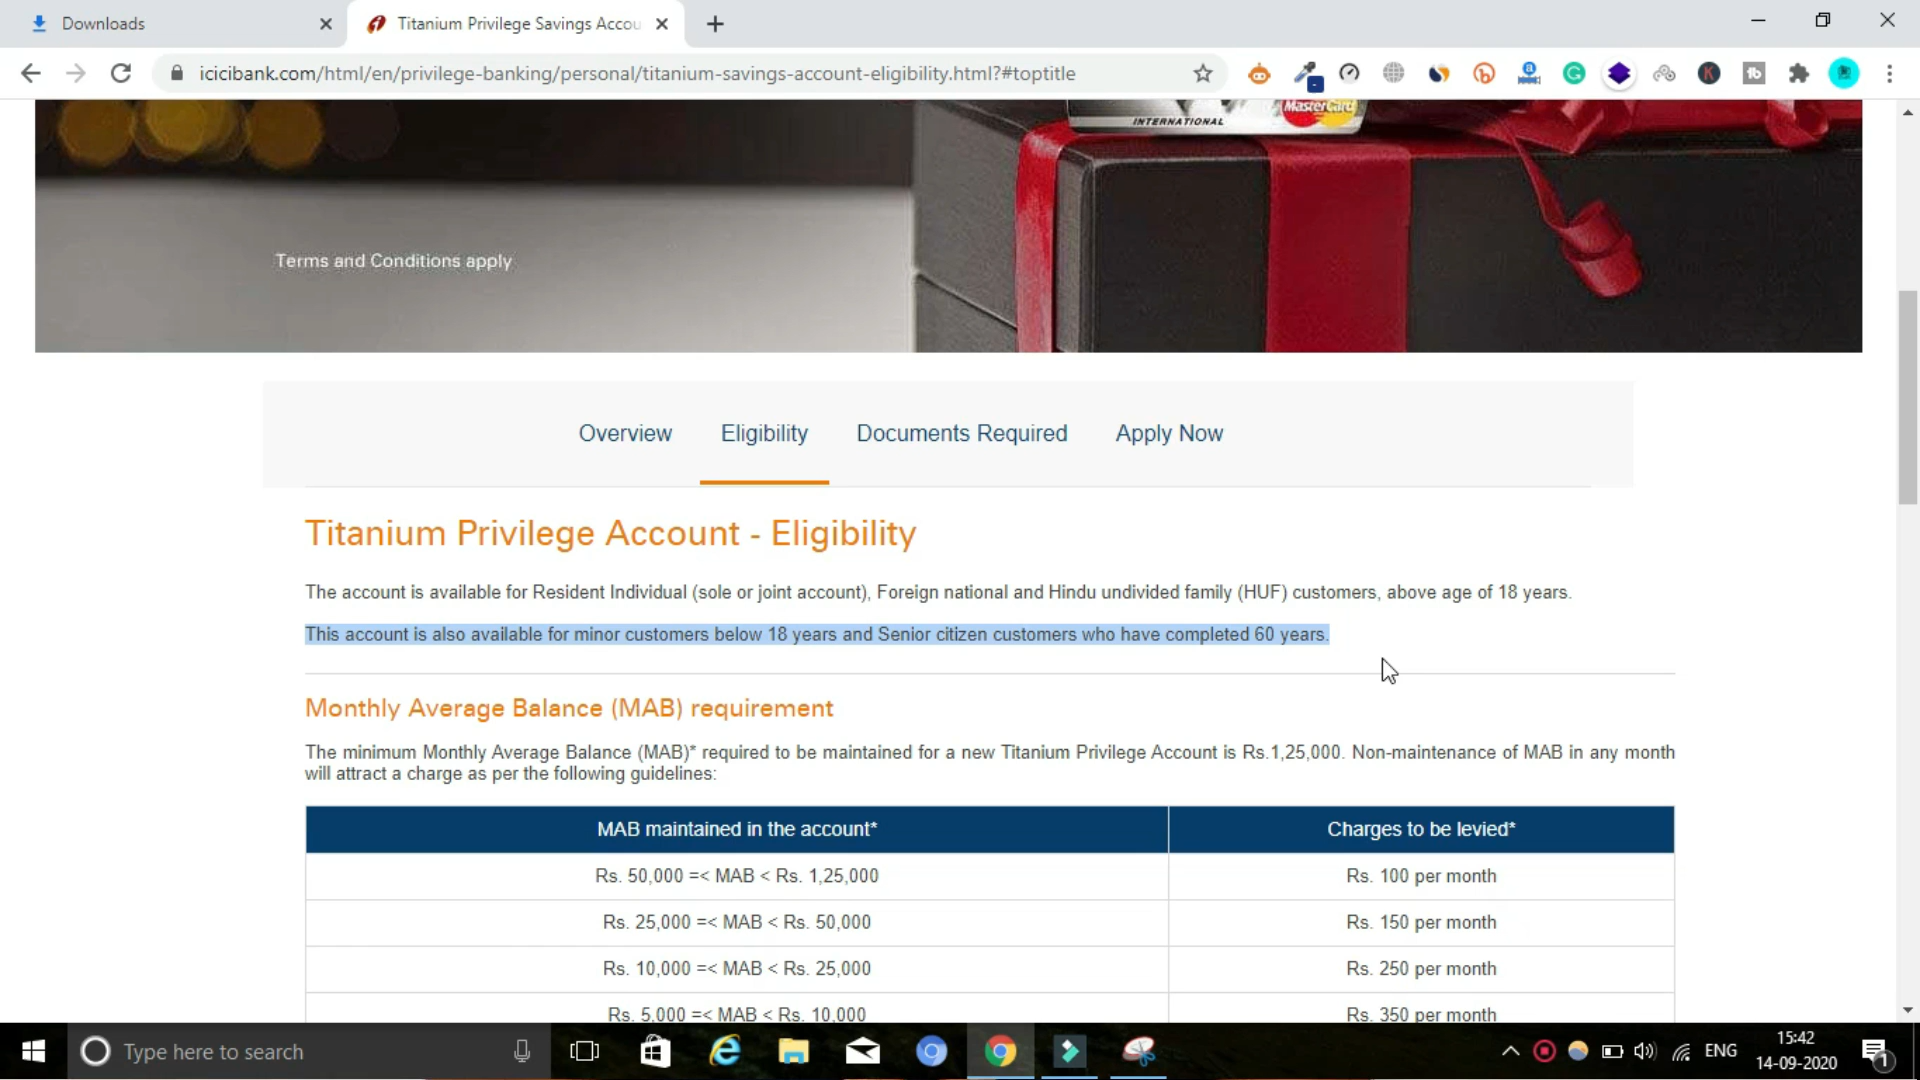 Downloads
Titanium Privilege Savings Accou
icicibank.com/html/en/privilege-banking/personal/titanium-savings-account-eligibility.html?#toptitle
INTERNATIONAL
MasterCard
Terms and Conditions apply
Overview
Eligibility
Documents Required
Apply Now
Titanium Privilege Account - Eligibility
The account is available for Resident Individual (sole or joint account), Foreign national and Hindu undivided family (HUF) customers, above age of 18 years.
This account is also available for minor customers below 18 years and Senior citizen customers who have completed 60 years.
Monthly Average Balance (MAB) requirement
The minimum Monthly Average Balance (MAB)* required to be maintained for a new Titanium Privilege Account is Rs.1,25,000. Non-maintenance of MAB in any month
will attract a charge as per the following guidelines:
MAB maintained in the account*
Charges to be levied*
Rs. 50,000 =< MAB < Rs. 1,25,000
Rs. 100 per month
Rs. 25,000 =< MAB < Rs. 50,000
Rs. 150 per month
Rs. 10,000 =< MAB < Rs. 25,000
Rs. 250 per month
Rs. 5,000 =< MAB < Rs. 10,000
Rs. 350 per month
Type here to search
ENG
15:42
14-09-2020
1